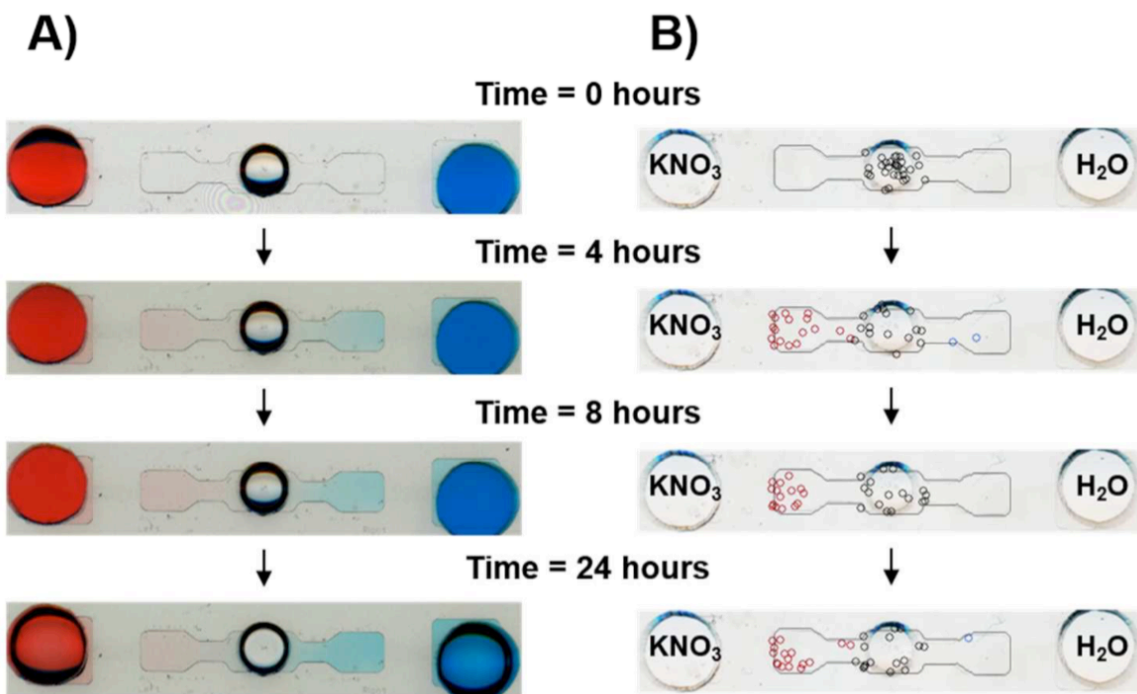 A)
B)
Time = 0 hours
KNO₃
H₂O
Time = 4 hours
KNO₃
H₂O
Time = 8 hours
KNO₃
H₂O
Time = 24 hours
KNO₃
H₂O